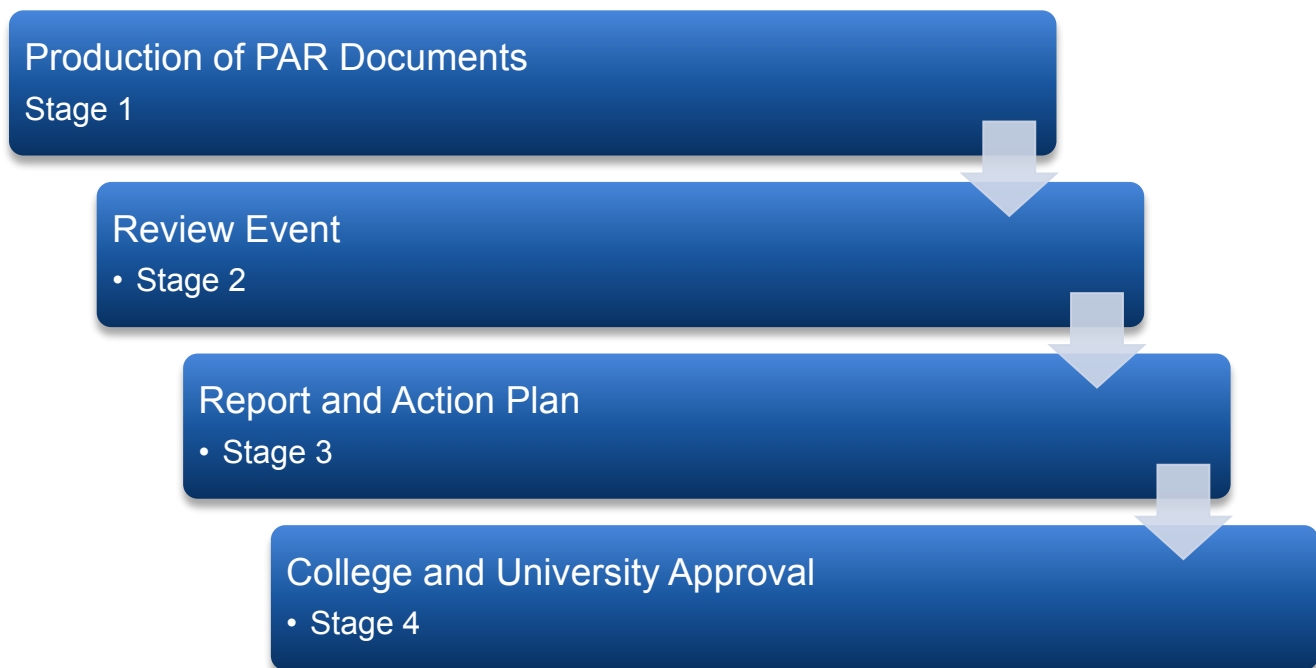 Production of PAR Documents
Stage 1
Review Event
• Stage 2
Report and Action Plan
• Stage 3
College and University Approval
• Stage 4